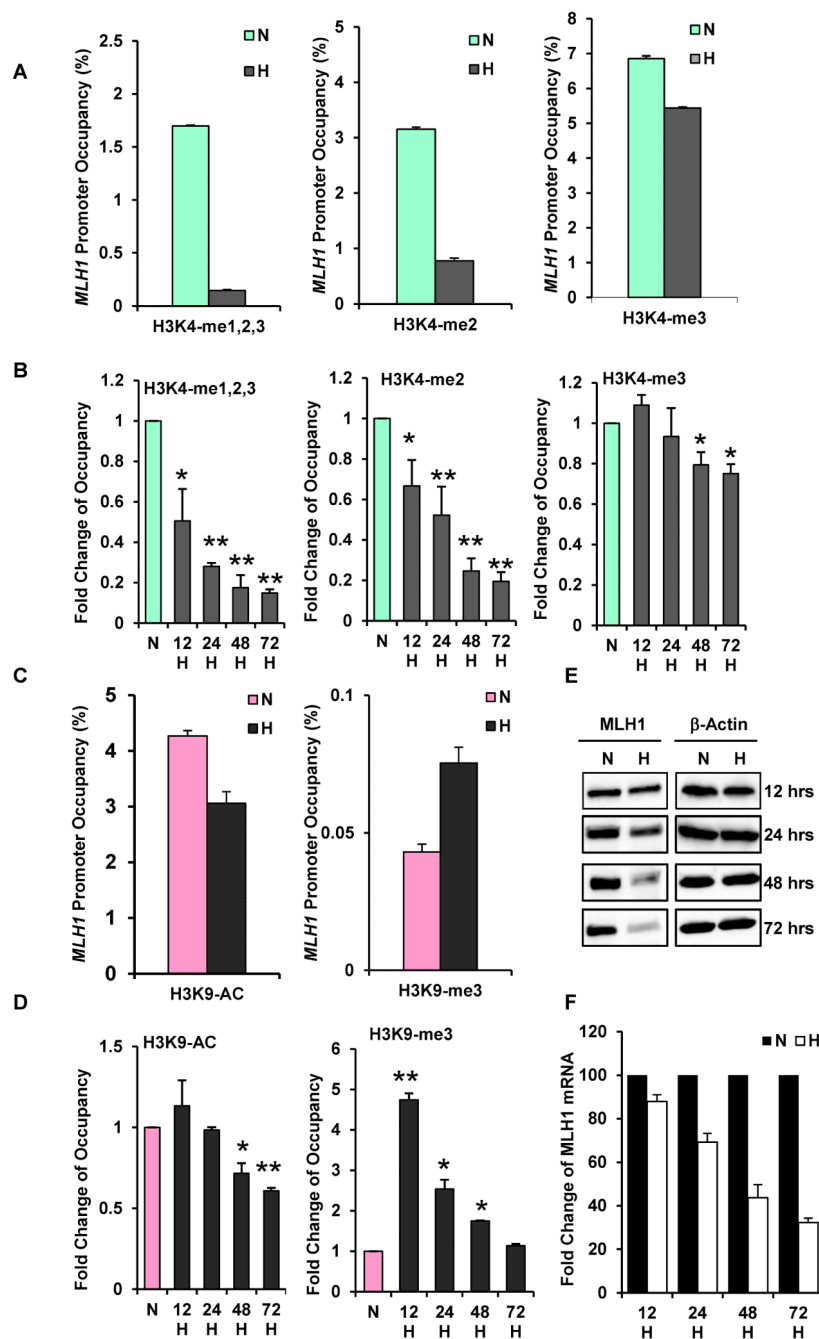 A
MLH1 Promoter Occupancy (%)
2.5
2
1.5
1
0.5
0
N
H
H3K4-me1,2,3
MLH1 Promoter Occupancy (%)
5
4
3
2
1
0
N
H
H3K4-me2
MLH1 Promoter Occupancy (%)
8
7
6
5
4
3
2
1
0
N
H
H3K4-me3
B
Fold Change of Occupancy
1.2
1
0.8
0.6
0.4
0.2
0
H3K4-me1,2,3
*
**
**
**
N 12 24 48 72
H H H H
Fold Change of Occupancy
1.2
1
0.8
0.6
0.4
0.2
0
H3K4-me2
*
**
**
**
N 12 24 48 72
H H H H
Fold Change of Occupancy
1.2
1
0.8
0.6
0.4
0.2
0
H3K4-me3
*
*
N 12 24 48 72
H H H H
C
MLH1 Promoter Occupancy (%)
5
4
3
2
1
0
N
H
H3K9-AC
MLH1 Promoter Occupancy (%)
0.1
0.05
0
N
H
H3K9-me3
E
MLH1 β-Actin
N H N H
12 hrs
24 hrs
48 hrs
72 hrs
D
Fold Change of Occupancy
1.5
1
0.5
0
H3K9-AC
*
**
N 12 24 48 72
H H H H
Fold Change of Occupancy
6
5
4
3
2
1
0
H3K9-me3
**
*
*
N 12 24 48 72
H H H H
F
Fold Change of MLH1 mRNA
120
100
80
60
40
20
0
N H
12 24 48 72
H H H H